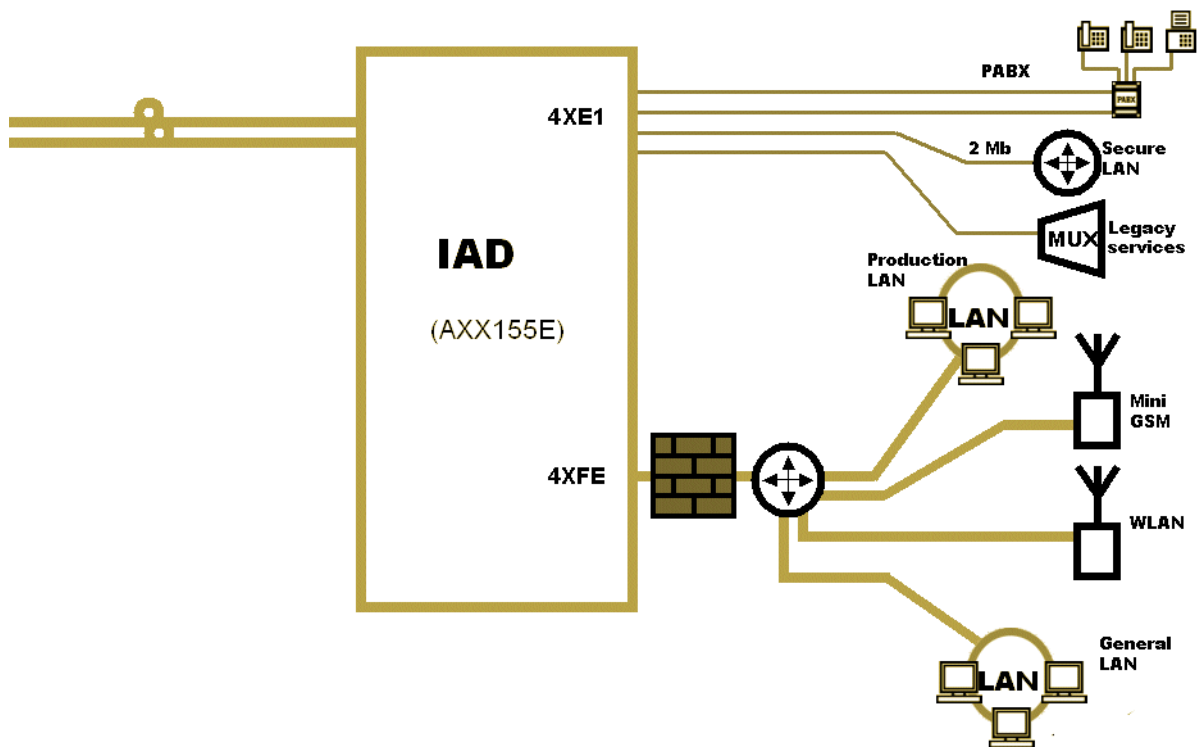 PABX
4XE1
PABX
2 Mb
Secure
LAN
IAD
MUX
Legacy
services
Production
LAN
LAN
(AXX155E)
Mini
GSM
4XFE
WLAN
General
LAN
LAN